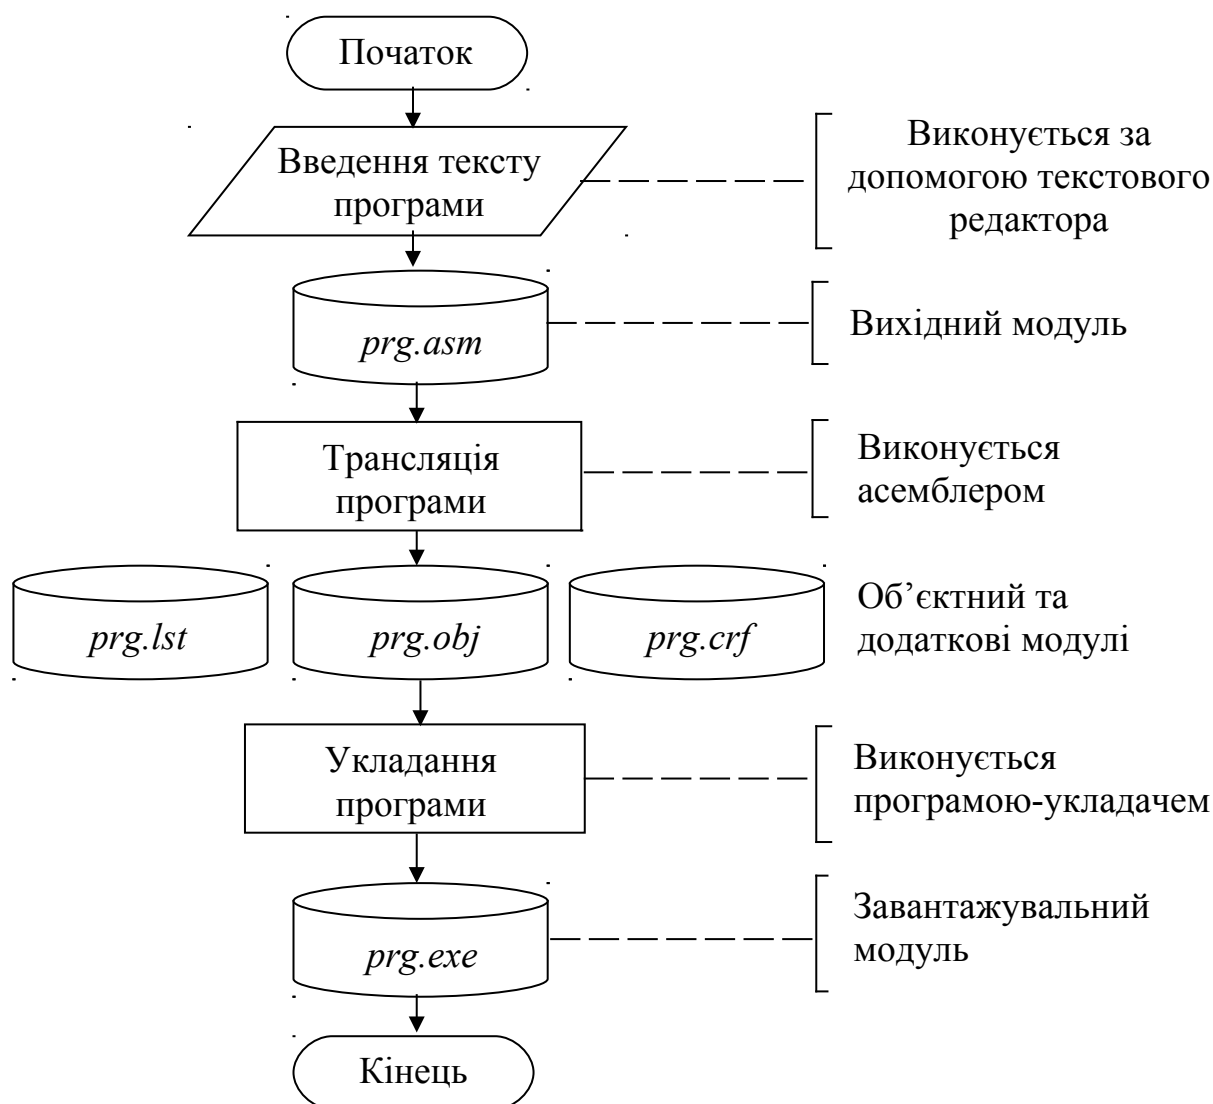 Початок
Введення тексту
програми
Виконується за
допомогою текстового
редактора
prg.asm
Вихідний модуль
Трансляція
програми
Виконується
асемблером
prg.lst
prg.obj
prg.crf
Об’єктний та
додаткові модулі
Укладання
програми
Виконується
програмою-укладачем
prg.exe
Завантажувальний
модуль
Кінець